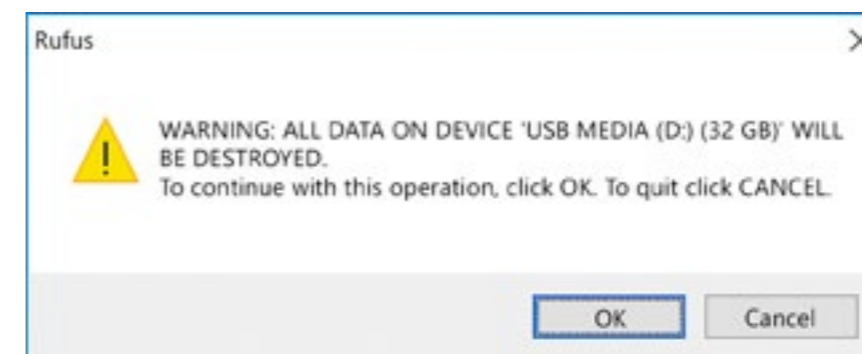 Rufus
WARNING: ALL DATA ON DEVICE 'USB MEDIA (D:) (32 GB)' WILL
BE DESTROYED.
To continue with this operation, click OK. To quit click CANCEL.
OK
Cancel